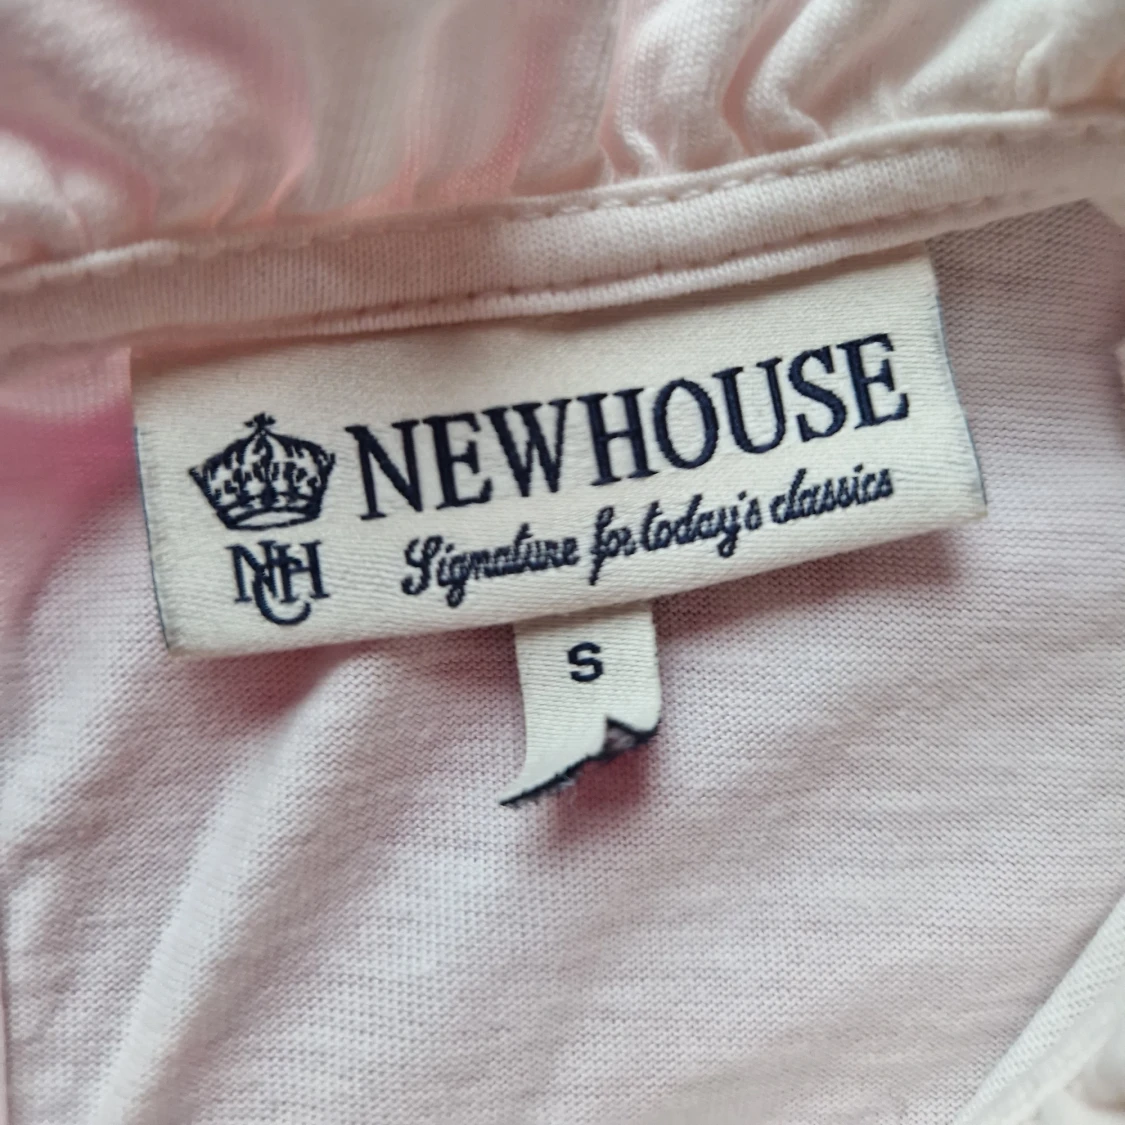 NEWHOUSE
Signature for today's classics
NCH
S